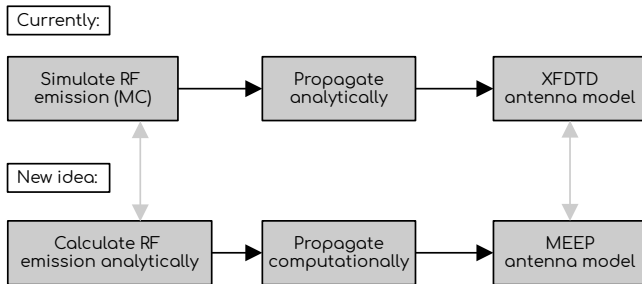 Currently:
Simulate RF
emission (MC)
Propagate
analytically
XFDTD
antenna model
New idea:
Calculate RF
emission analytically
Propagate
computationally
MEEP
antenna model